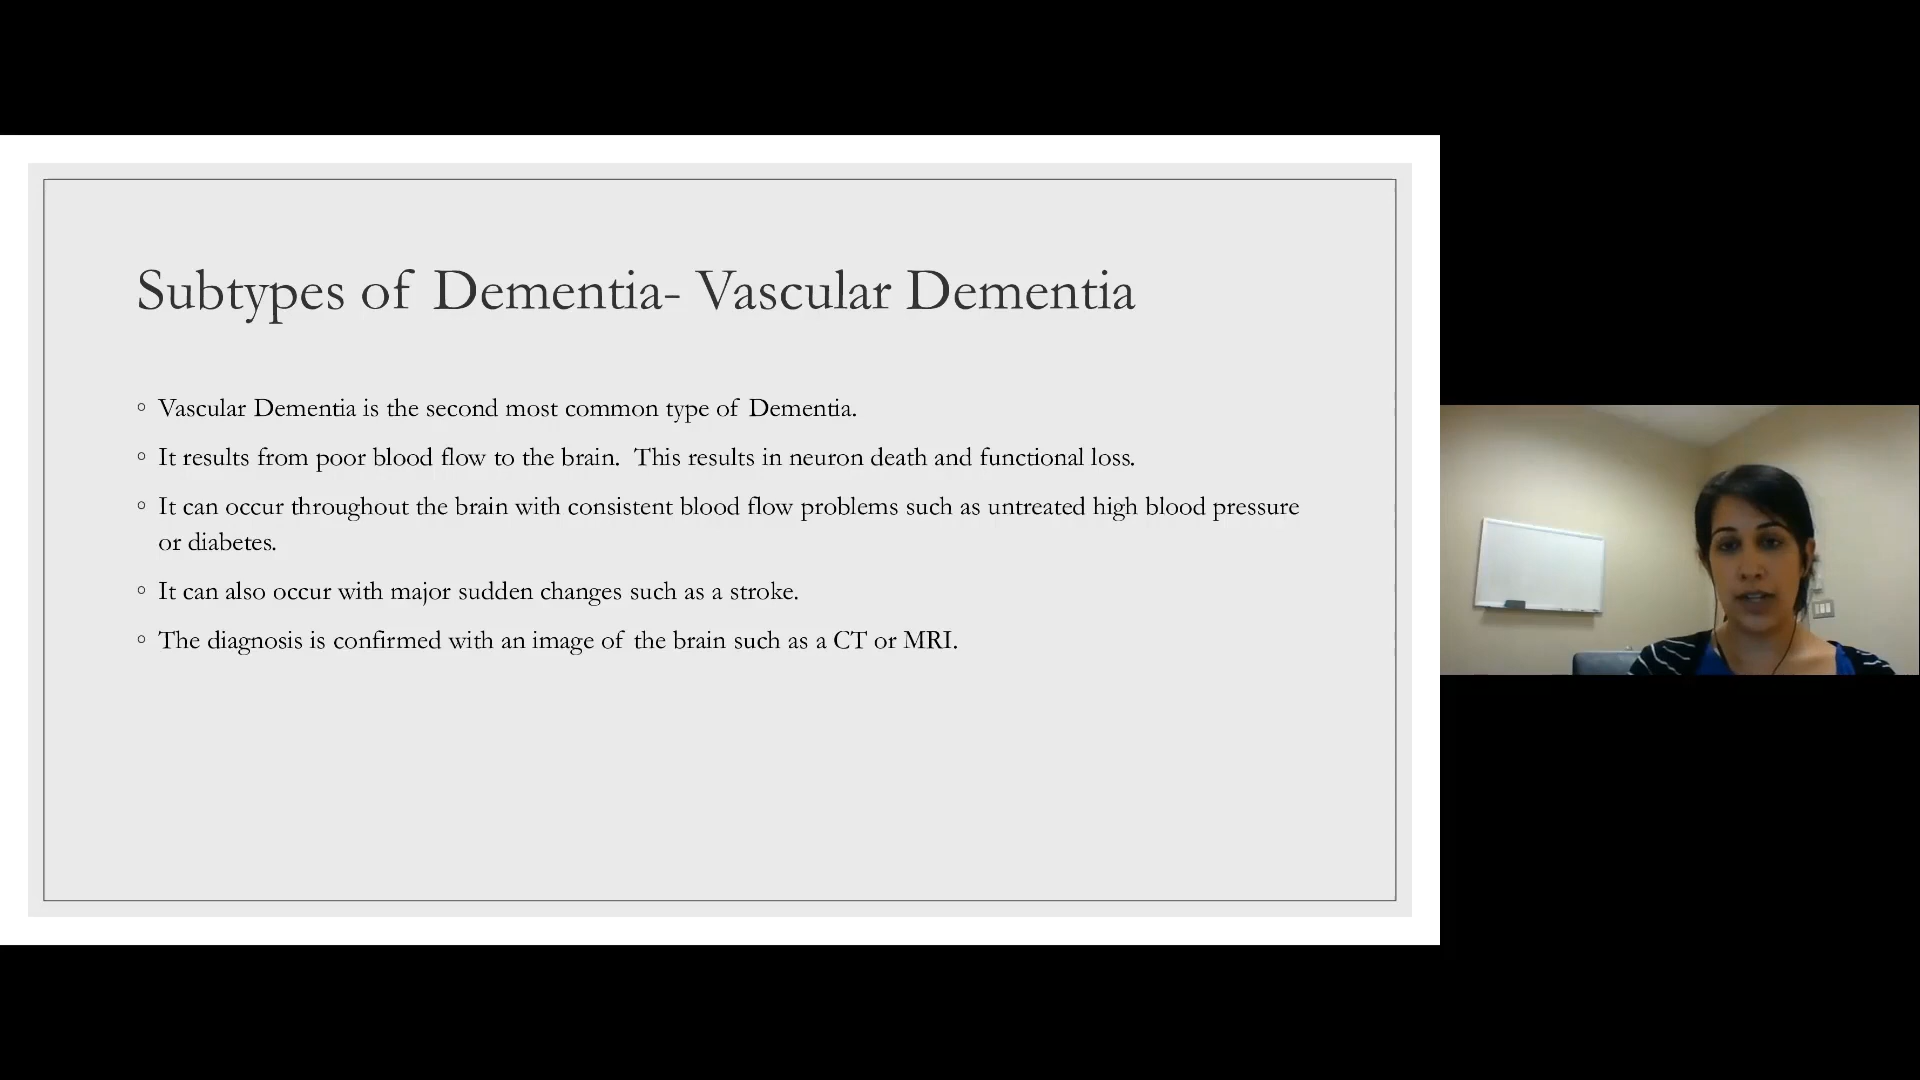 Subtypes of Dementia- Vascular Dementia
◦ Vascular Dementia is the second most common type of Dementia.
◦ It results from poor blood flow to the brain.  This results in neuron death and functional loss.
◦ It can occur throughout the brain with consistent blood flow problems such as untreated high blood pressure
or diabetes.
◦ It can also occur with major sudden changes such as a stroke.
◦ The diagnosis is confirmed with an image of the brain such as a CT or MRI.